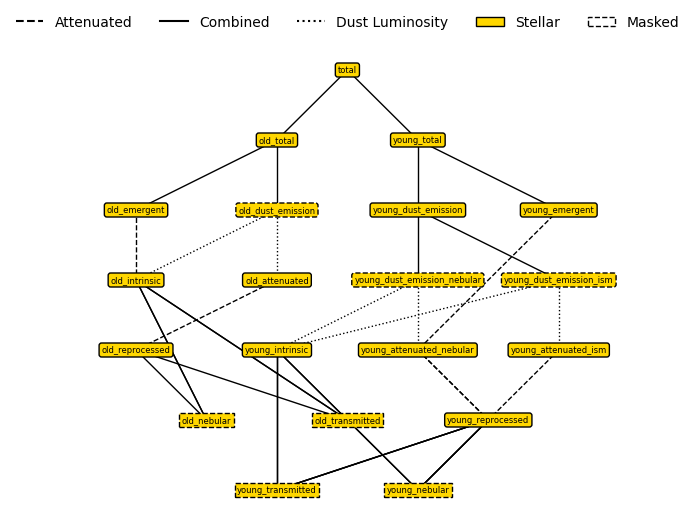 Attenuated Combined Dust Luminosity Stellar Masked
total
old_total young_total
old_emergent old_dust_emission young_dust_emission young_emergent
old_intrinsic old_attenuated young_dust_emission_nebular young_dust_emission_ism
old_reprocessed young_intrinsic young_attenuated_nebular young_attenuated_ism
old_nebular old_transmitted young_reprocessed
young_transmitted young_nebular